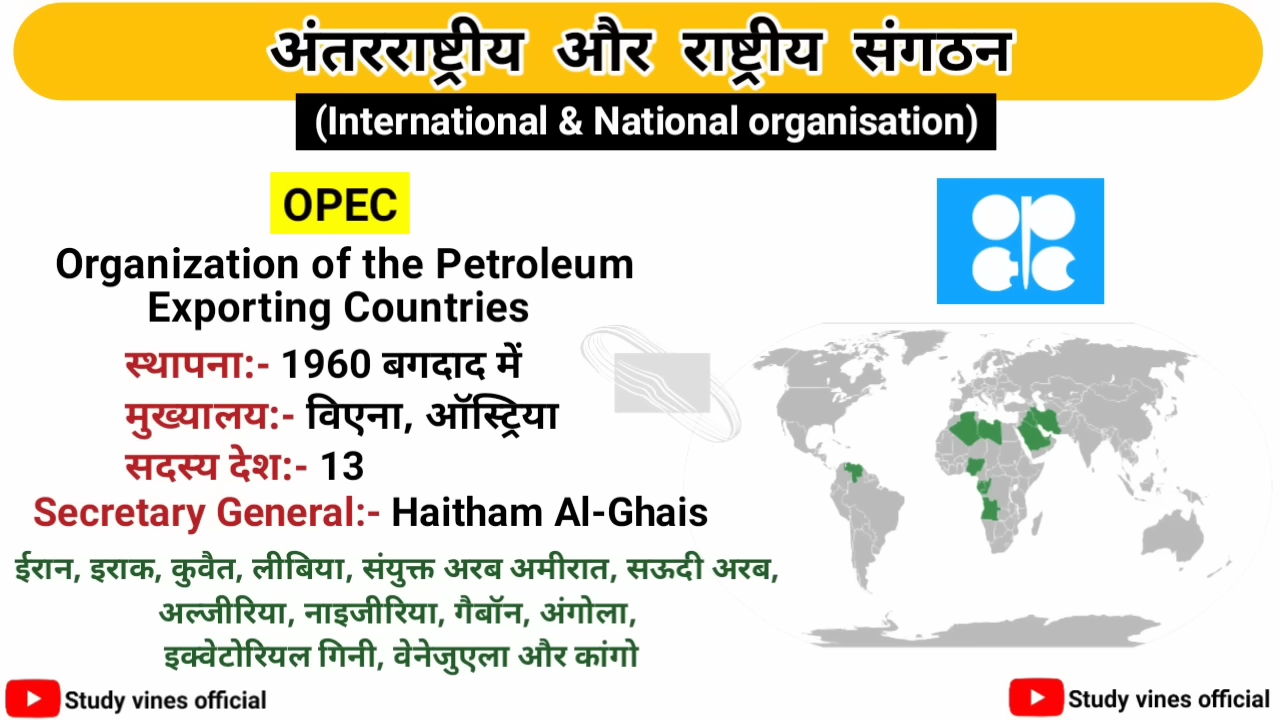 अंतरराष्ट्रीय और राष्ट्रीय संगठन
(International & National organisation)
OPEC
Organization of the Petroleum
Exporting Countries
स्थापना:- 1960 बगदाद में
मुख्यालय:- विएना, ऑस्ट्रिया
सदस्य देश:- 13
Secretary General:- Haitham Al-Ghais
ईरान, इराक, कुवैत, लीबिया, संयुक्त अरब अमीरात, सऊदी अरब,
अल्जीरिया, नाइजीरिया, गैबॉन, अंगोला,
इक्वेटोरियल गिनी, वेनेजुएला और कांगो
Study vines official
Study vines official